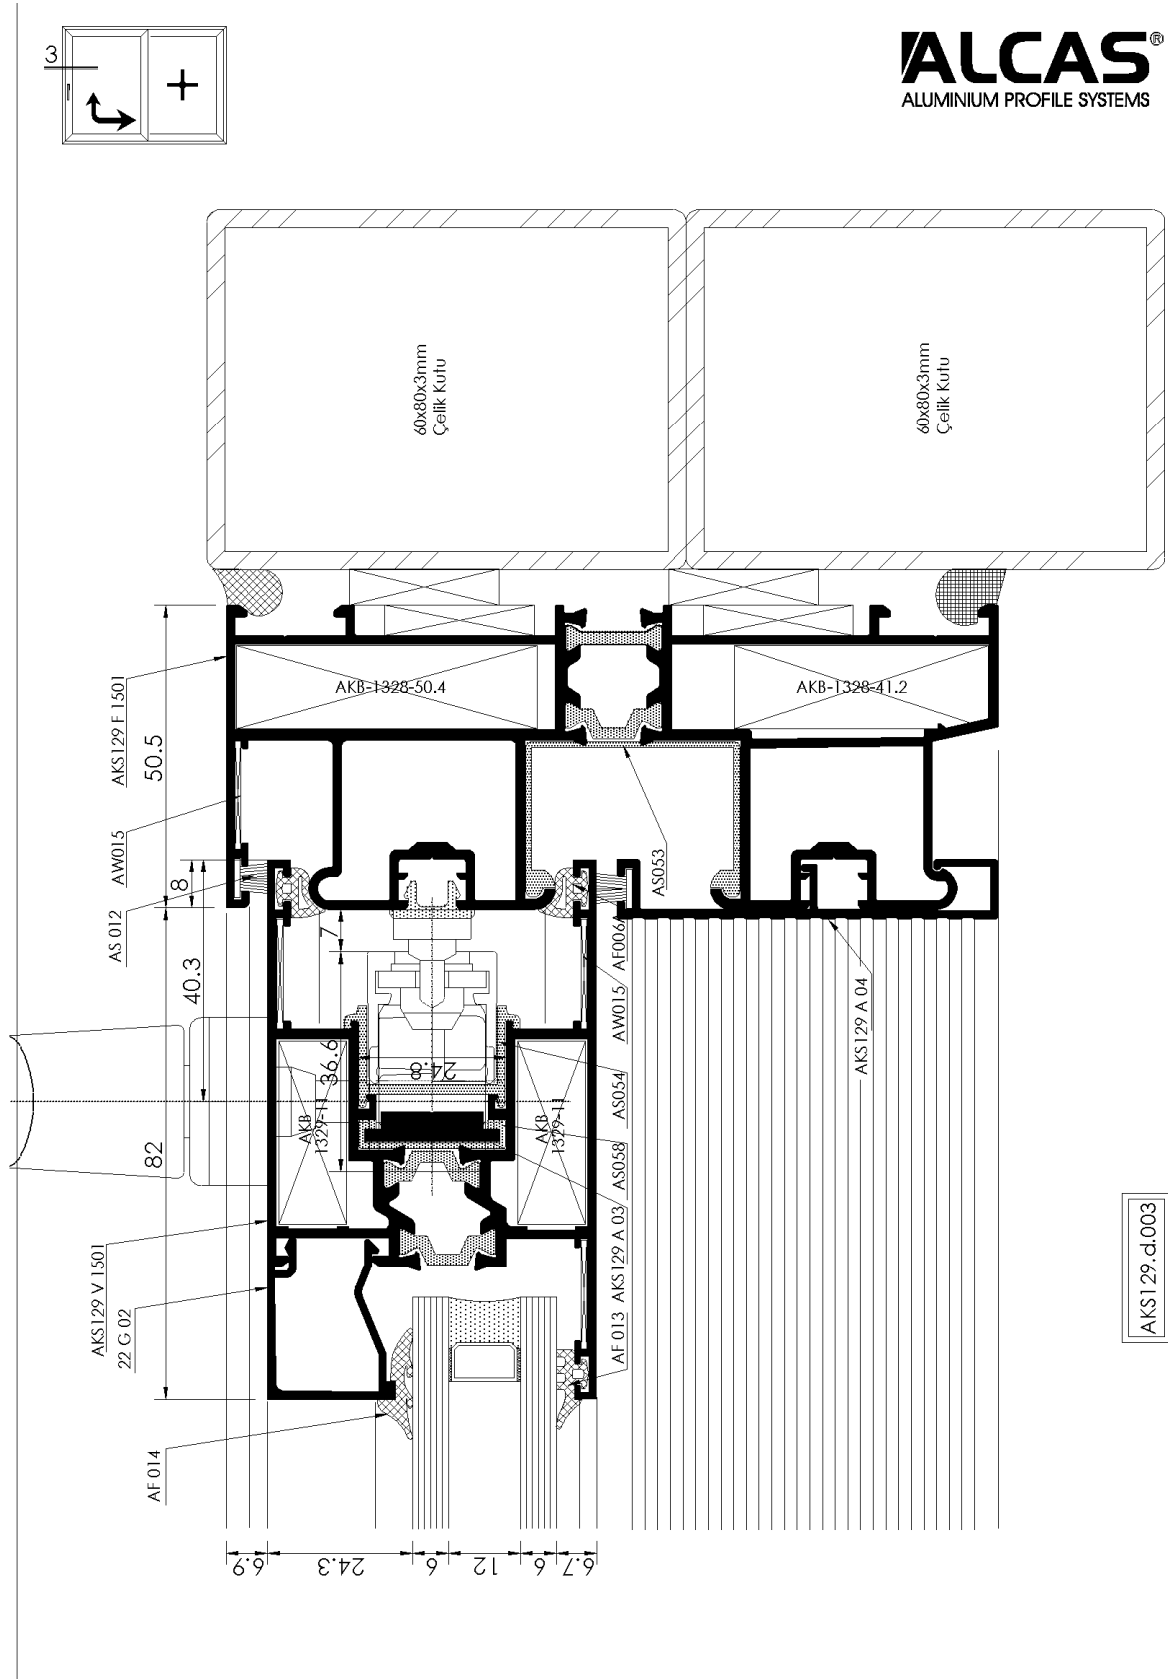 3
ALCAS®
ALUMINIUM PROFILE SYSTEMS
60x80x3mm
Çelik Kutu
60x80x3mm
Çelik Kutu
AKS129 F 1501
50.5
AKB-1328-50.4
AKB-1328-41.2
AW015
AS 012
8
40.3
7
AS053
AF006A
AW015
AKS129 A 04
36.6
24.8
AKB
1329-11
AKB
1329-11
AS054
82
AS058
AKS129 A 03
AKS129 V 1501
22 G 02
AF 013
AF 014
6.9
24.3
6
12
6
6.7
AKS129.d.003